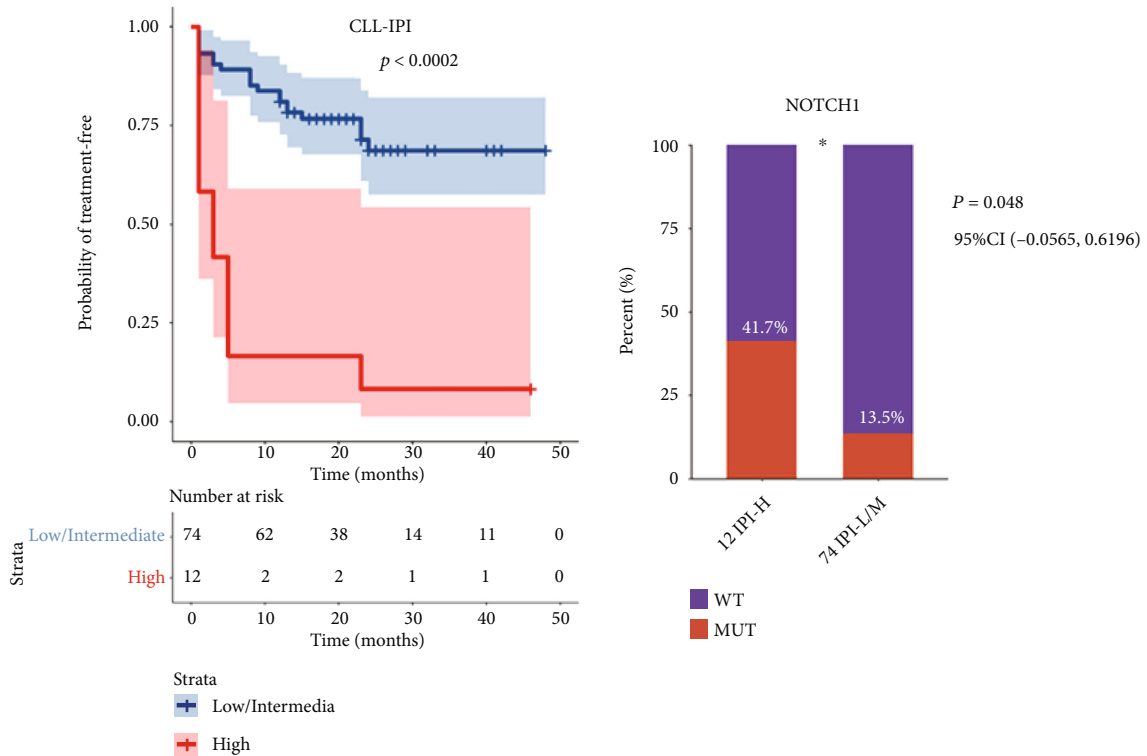 CLL-IPI
p < 0.0002
Probability of treatment-free
1.00
0.75
0.50
0.25
0.00
0 10 20 30 40 50
Time (months)
Number at risk
Strata
Low/Intermediate 74 62 38 14 11 0
High 12 2 2 1 1 0
0 10 20 30 40 50
Time (months)
Strata
Low/Intermedia
High
NOTCH1
*
P = 0.048
95%CI (–0.0565, 0.6196)
Percent (%)
100
75
50
25
0
41.7%
13.5%
12 IPI-H
74 IPI-L/M
WT
MUT